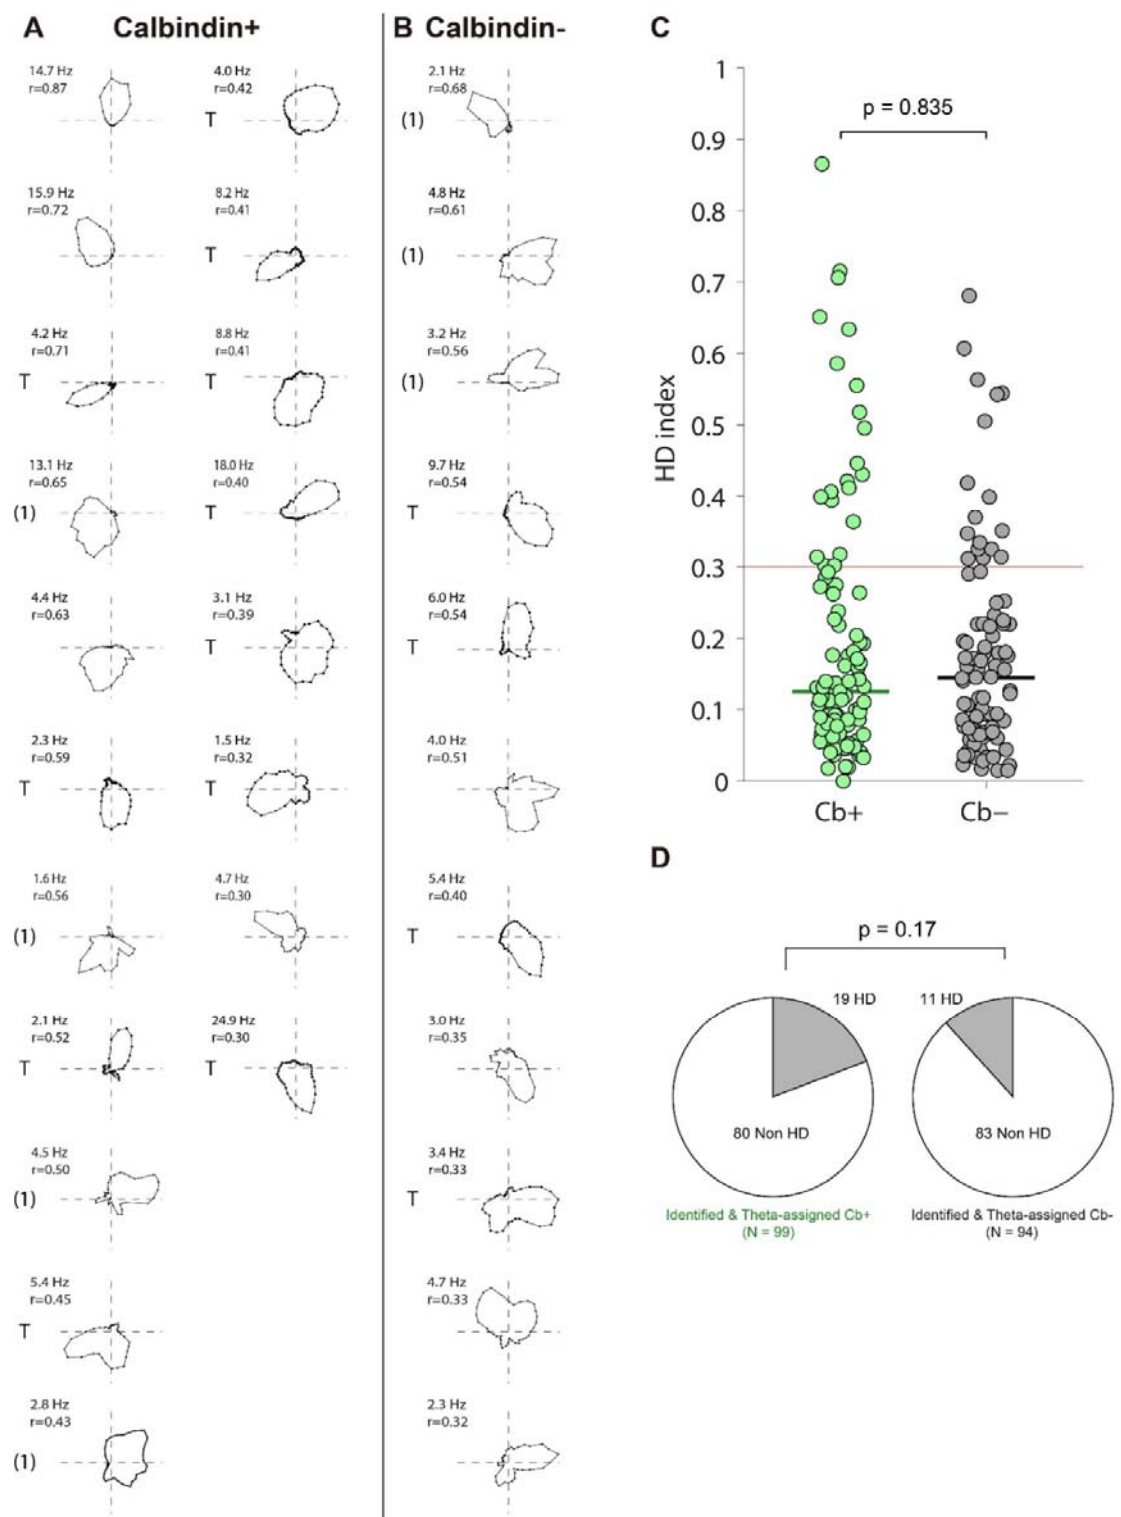 A Calbindin+
14.7 Hz
r=0.87
15.9 Hz
r=0.72
4.2 Hz
r=0.71
T
13.1 Hz
r=0.65
(1)
4.4 Hz
r=0.63
2.3 Hz
r=0.59
T
1.6 Hz
r=0.56
(1)
2.1 Hz
r=0.52
T
4.5 Hz
r=0.50
(1)
5.4 Hz
r=0.45
T
2.8 Hz
r=0.43
(1)
4.0 Hz
r=0.42
T
8.2 Hz
r=0.41
T
8.8 Hz
r=0.41
T
18.0 Hz
r=0.40
T
3.1 Hz
r=0.39
T
1.5 Hz
r=0.32
T
4.7 Hz
r=0.30
24.9 Hz
r=0.30
T
B Calbindin-
2.1 Hz
r=0.68
(1)
4.8 Hz
r=0.61
(1)
3.2 Hz
r=0.56
(1)
9.7 Hz
r=0.54
T
6.0 Hz
r=0.54
T
4.0 Hz
r=0.51
5.4 Hz
r=0.40
T
3.0 Hz
r=0.35
3.4 Hz
r=0.33
T
4.7 Hz
r=0.33
2.3 Hz
r=0.32
C
p = 0.835
HD index
1
0.9
0.8
0.7
0.6
0.5
0.4
0.3
0.2
0.1
0
Cb+ Cb−
D
p = 0.17
19 HD 11 HD
80 Non HD 83 Non HD
Identified & Theta-assigned Cb+ Identified & Theta-assigned Cb-
(N = 99) (N = 94)